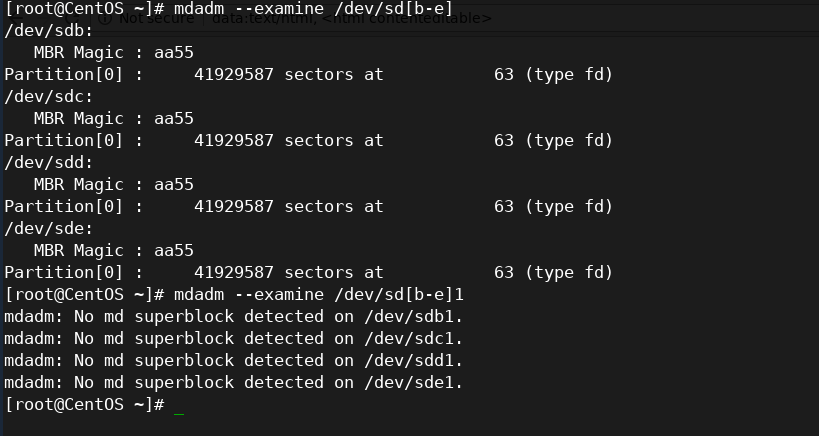 [root@CentOS ~]# mdadm --examine /dev/sd[b-e]
Not secure data:text/html, <html contenteditable>
/dev/sdb:
   MBR Magic : aa55
Partition[0] :     41929587 sectors at           63 (type fd)
/dev/sdc:
   MBR Magic : aa55
Partition[0] :     41929587 sectors at           63 (type fd)
/dev/sdd:
   MBR Magic : aa55
Partition[0] :     41929587 sectors at           63 (type fd)
/dev/sde:
   MBR Magic : aa55
Partition[0] :     41929587 sectors at           63 (type fd)
[root@CentOS ~]# mdadm --examine /dev/sd[b-e]1
mdadm: No md superblock detected on /dev/sdb1.
mdadm: No md superblock detected on /dev/sdc1.
mdadm: No md superblock detected on /dev/sdd1.
mdadm: No md superblock detected on /dev/sde1.
[root@CentOS ~]# _